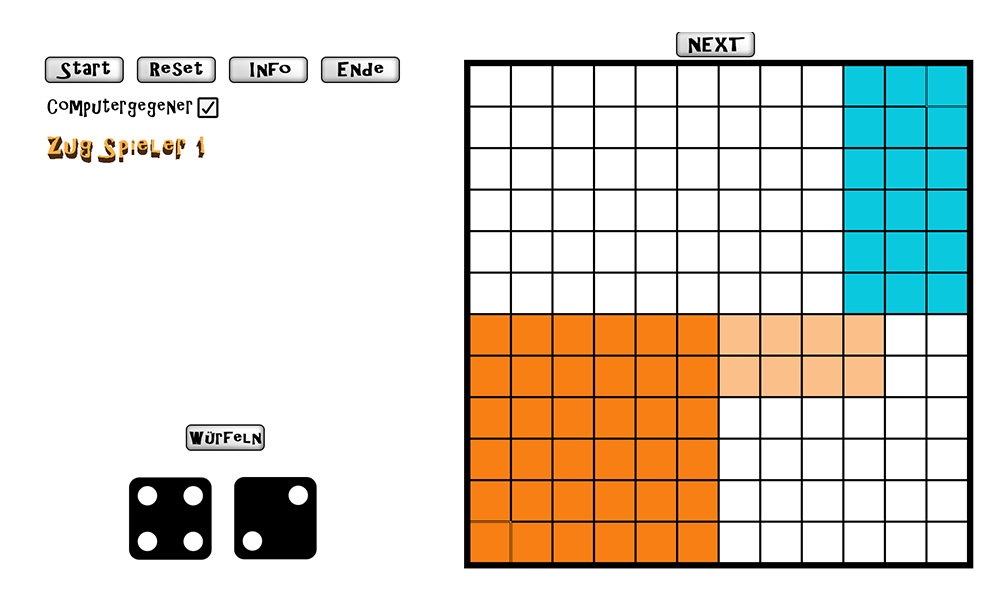 NEXT
Start Reset Info Ende
Computergegener
Zug Spieler 1
Würfeln